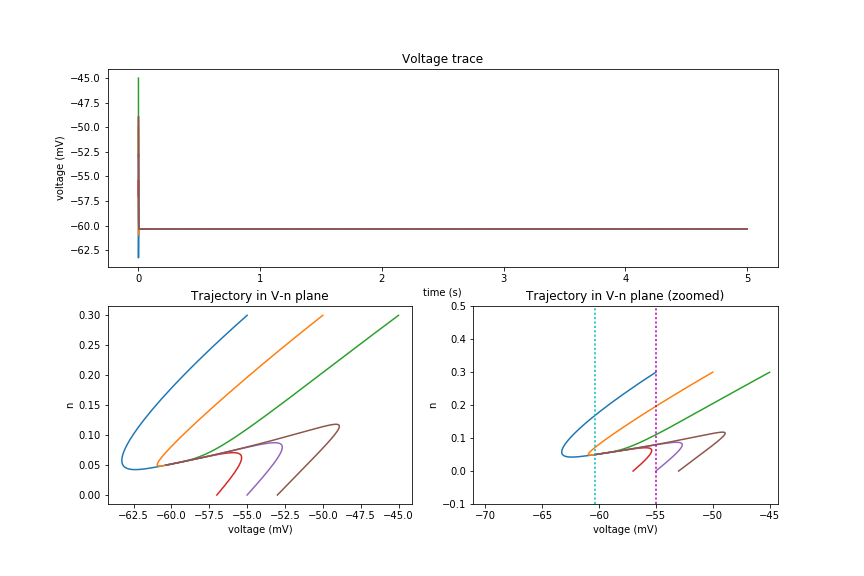 Voltage trace
voltage (mV)
−45.0
−47.5
−50.0
−52.5
−55.0
−57.5
−60.0
−62.5
0 1 2 3 4 5
time (s)
Trajectory in V-n plane
n
0.30
0.25
0.20
0.15
0.10
0.05
0.00
−62.5 −60.0 −57.5 −55.0 −52.5 −50.0 −47.5 −45.0
voltage (mV)
Trajectory in V-n plane (zoomed)
n
0.5
0.4
0.3
0.2
0.1
0.0
−0.1
−70 −65 −60 −55 −50 −45
voltage (mV)